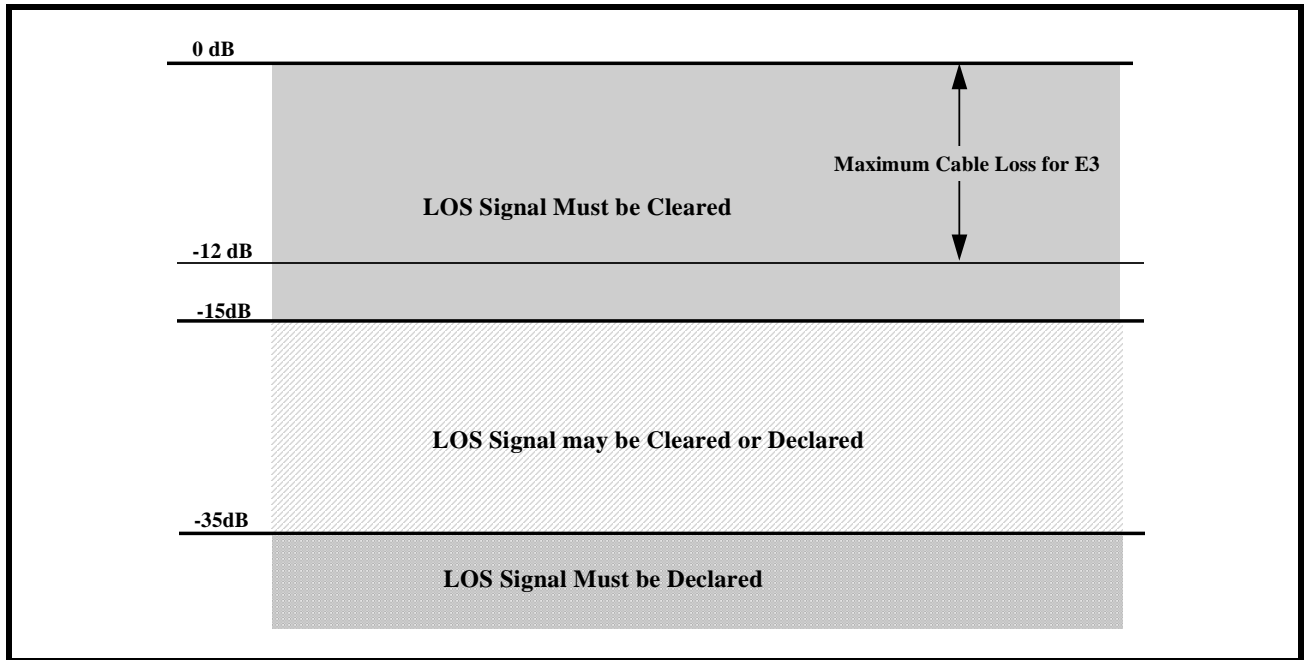 0 dB
Maximum Cable Loss for E3
LOS Signal Must be Cleared
-12 dB
-15dB
LOS Signal may be Cleared or Declared
-35dB
LOS Signal Must be Declared